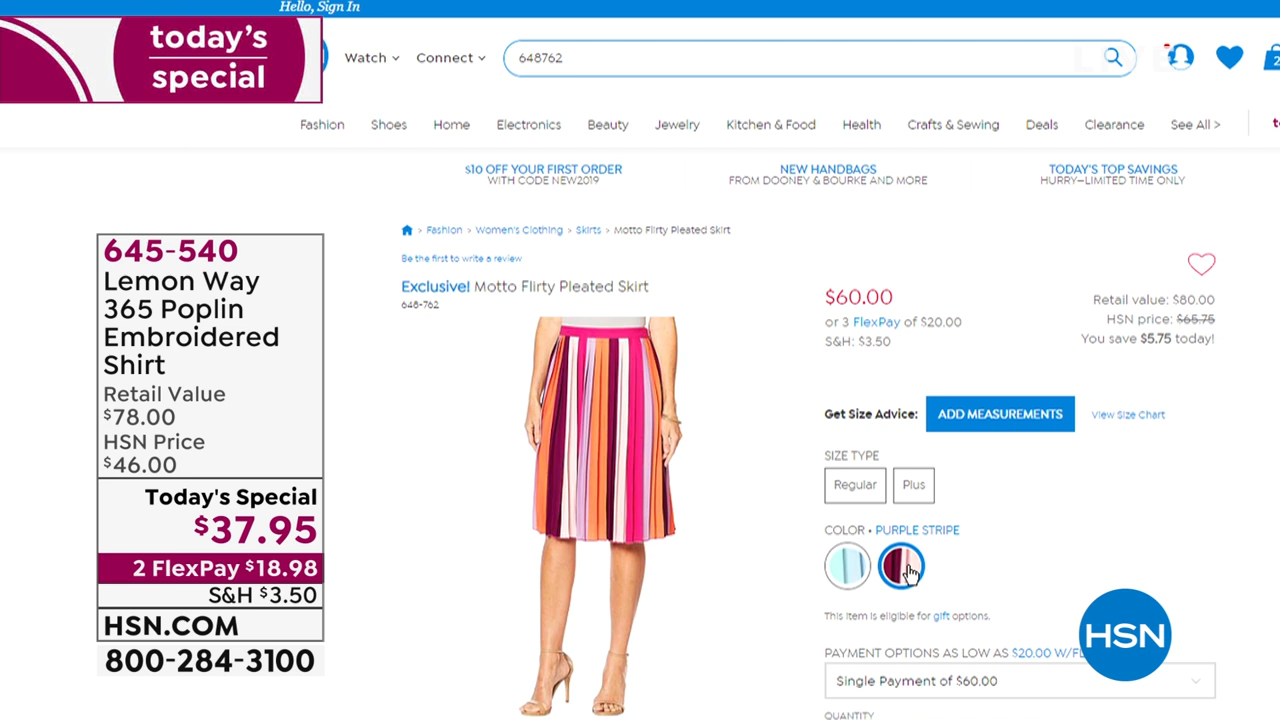 Hello, Sign In
today's
special
Watch
Connect
648762
2
Fashion
Shoes
Home
Electronics
Beauty
Jewelry
Kitchen & Food
Health
Crafts & Sewing
Deals
Clearance
See All >
$10 OFF YOUR FIRST ORDER
WITH CODE NEW2019
NEW HANDBAGS
FROM DOONEY & BOURKE AND MORE
TODAY'S TOP SAVINGS
HURRY—LIMITED TIME ONLY
> Fashion > Women's Clothing > Skirts > Motto Flirty Pleated Skirt
Be the first to write a review
Exclusive! Motto Flirty Pleated Skirt
648-762
$60.00
or 3 FlexPay of $20.00
S&H: $3.50
Retail value: $80.00
HSN price: $65.75
You save $5.75 today!
Get Size Advice:
ADD MEASUREMENTS
View Size Chart
SIZE TYPE
Regular
Plus
COLOR • PURPLE STRIPE
This item is eligible for gift options.
PAYMENT OPTIONS AS LOW AS $20.00 W/FL
Single Payment of $60.00
QUANTITY
HSN
645-540
Lemon Way
365 Poplin
Embroidered
Shirt
Retail Value
$78.00
HSN Price
$46.00
Today's Special
$37.95
2 FlexPay $18.98
S&H $3.50
HSN.COM
800-284-3100